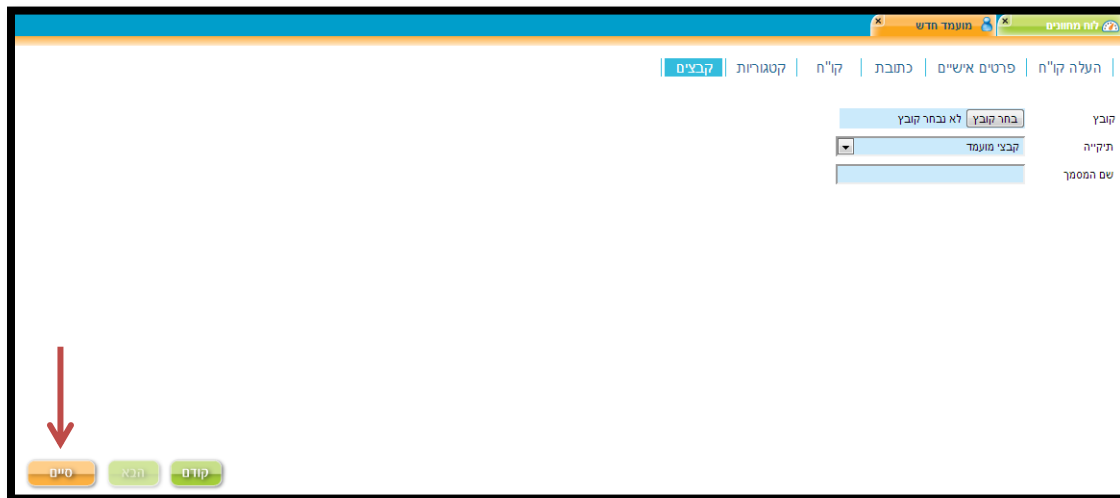 לוח מחוונים מועמד חדש
העלה קו"ח | פרטים אישיים | כתובת | קו"ח | קטגוריות | קבצים
קובץ בחר קובץ לא נבחר קובץ
תיקייה קבצי מועמד
שם המסמך
קודם הבא סיים